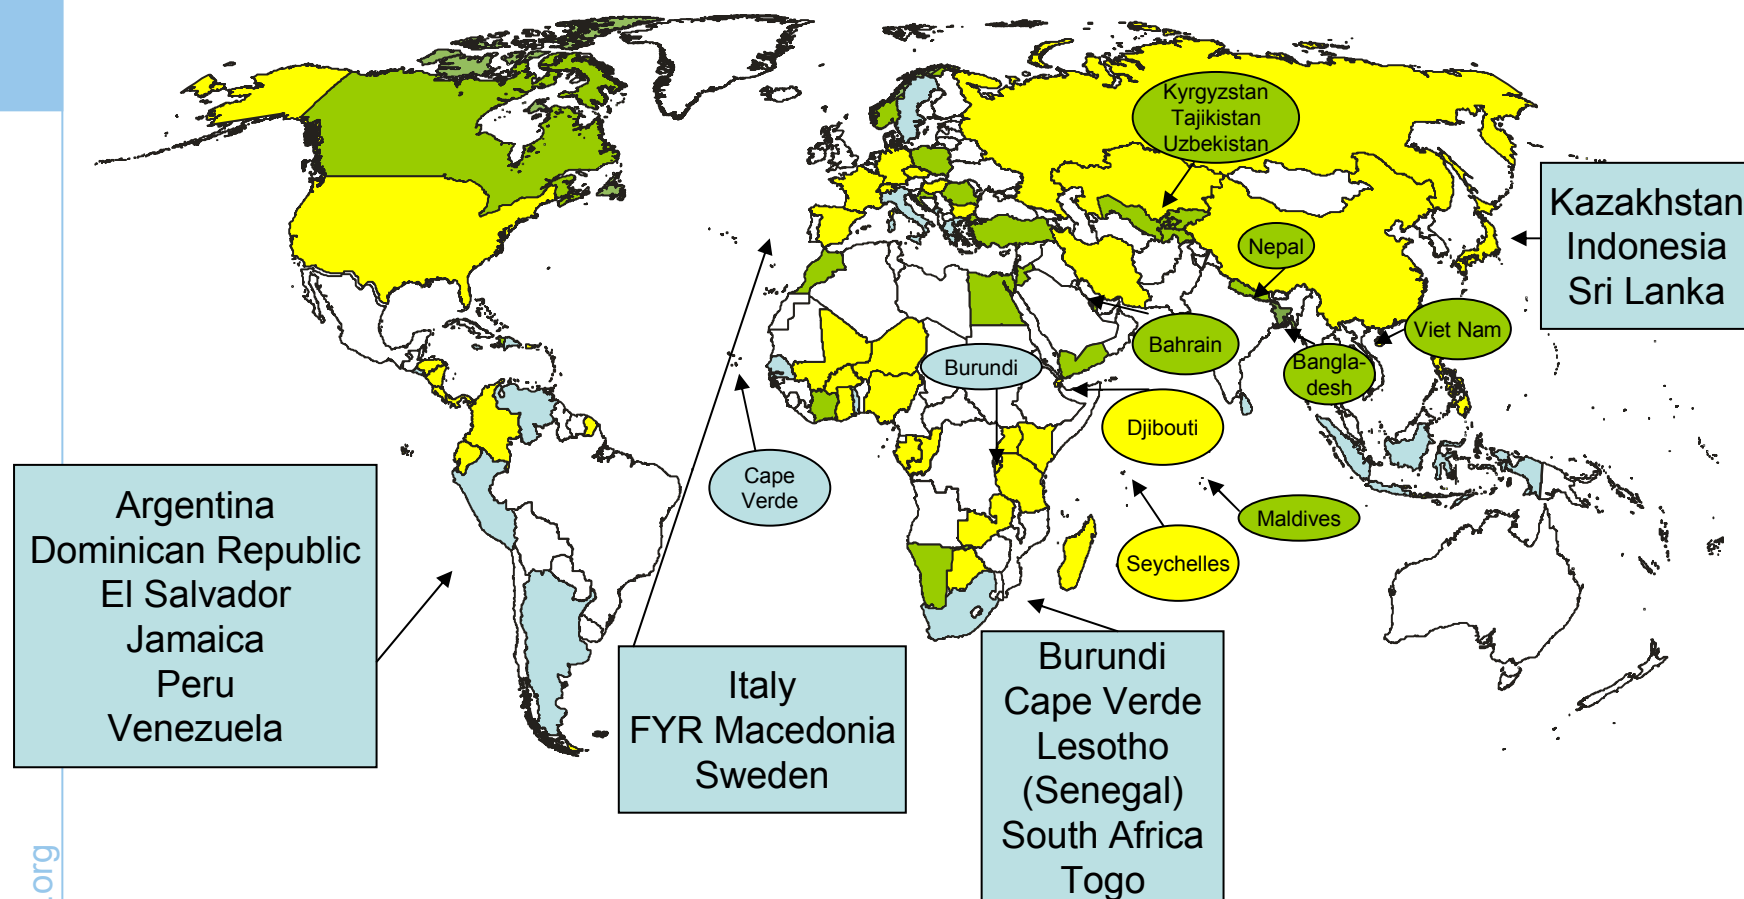 Kyrgyzstan
Tajikistan
Uzbekistan
Kazakhstan
Indonesia
Sri Lanka
Nepal
Viet Nam
Bahrain
Bangla-
desh
Burundi
Djibouti
Cape
Verde
Maldives
Seychelles
Argentina
Dominican Republic
El Salvador
Jamaica
Peru
Venezuela
Italy
FYR Macedonia
Sweden
Burundi
Cape Verde
Lesotho
(Senegal)
South Africa
Togo
.org